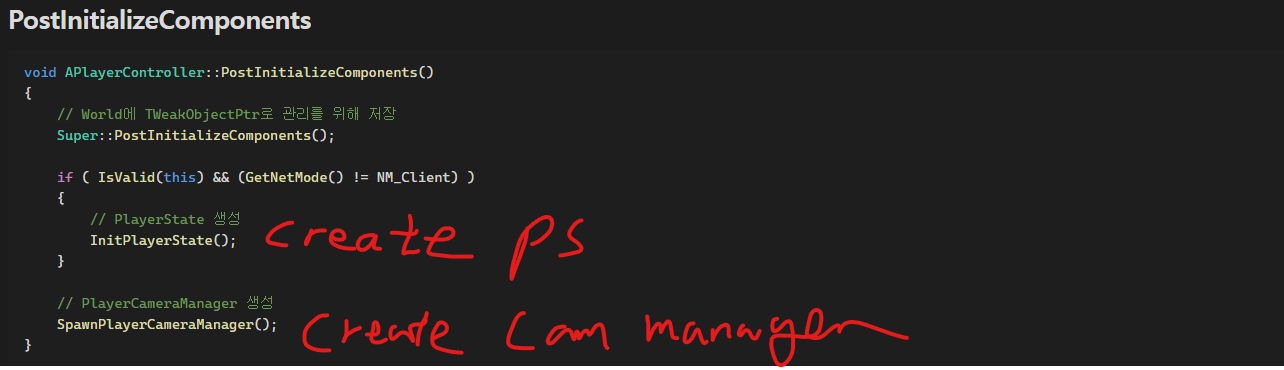 PostInitializeComponents
void APlayerController::PostInitializeComponents()
{
// World에 TWeakObjectPtr로 관리를 위해 저장
Super::PostInitializeComponents();
if ( IsValid(this) && (GetNetMode() != NM_Client) )
{
// PlayerState 생성
InitPlayerState(); create ps
}
// PlayerCameraManager 생성
SpawnPlayerCameraManager(); create cam manager
}